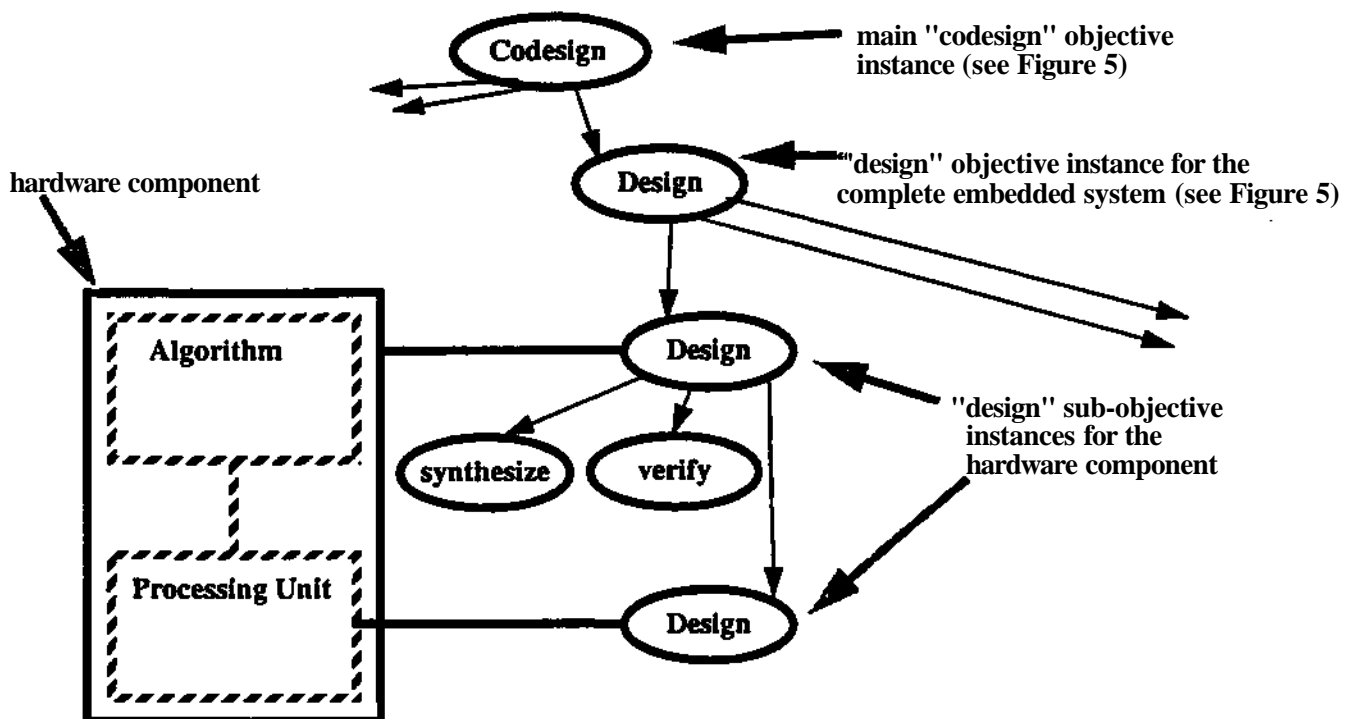 Codesign
main "codesign" objective
instance (see Figure 5)
Design
"design" objective instance for the
complete embedded system (see Figure 5)
hardware component
Algorithm
Design
"design" sub-objective
instances for the
hardware component
synthesize
verify
Processing Unit
Design